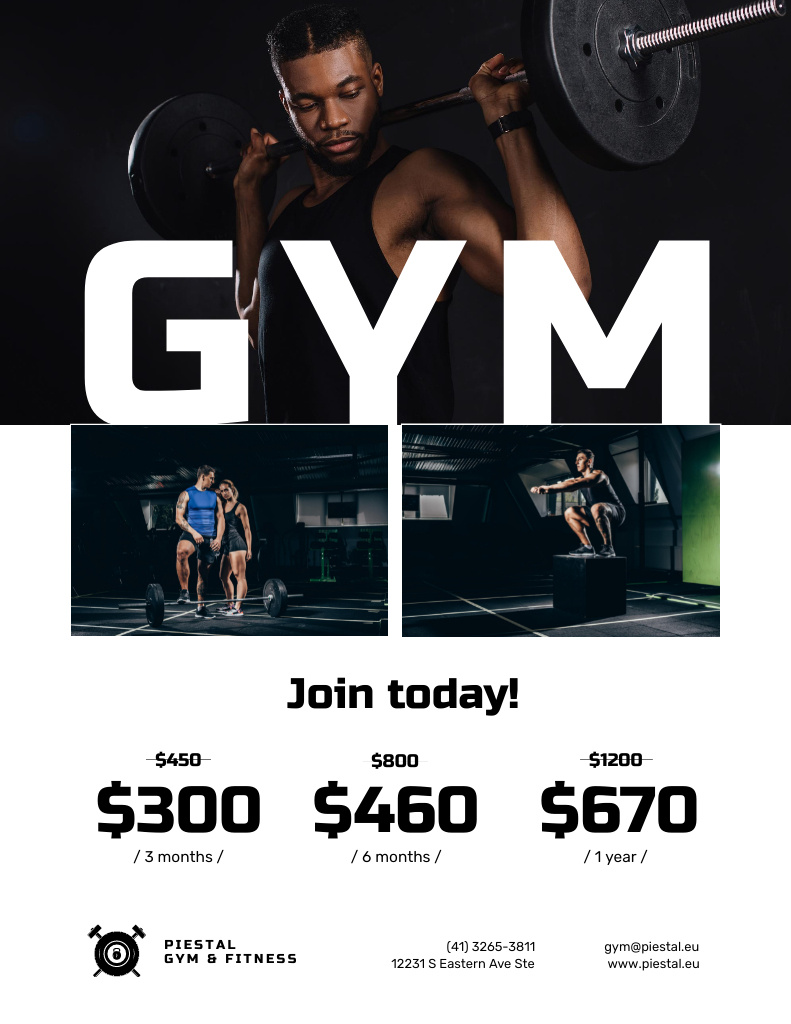 GYM
Join today!
$450
$800
$1200
$300
$460
$670
/ 3 months /
/ 6 months /
/ 1 year /
PIESTAL
GYM & FITNESS
(41) 3265-3811
12231 S Eastern Ave Ste
gym@piestal.eu
www.piestal.eu